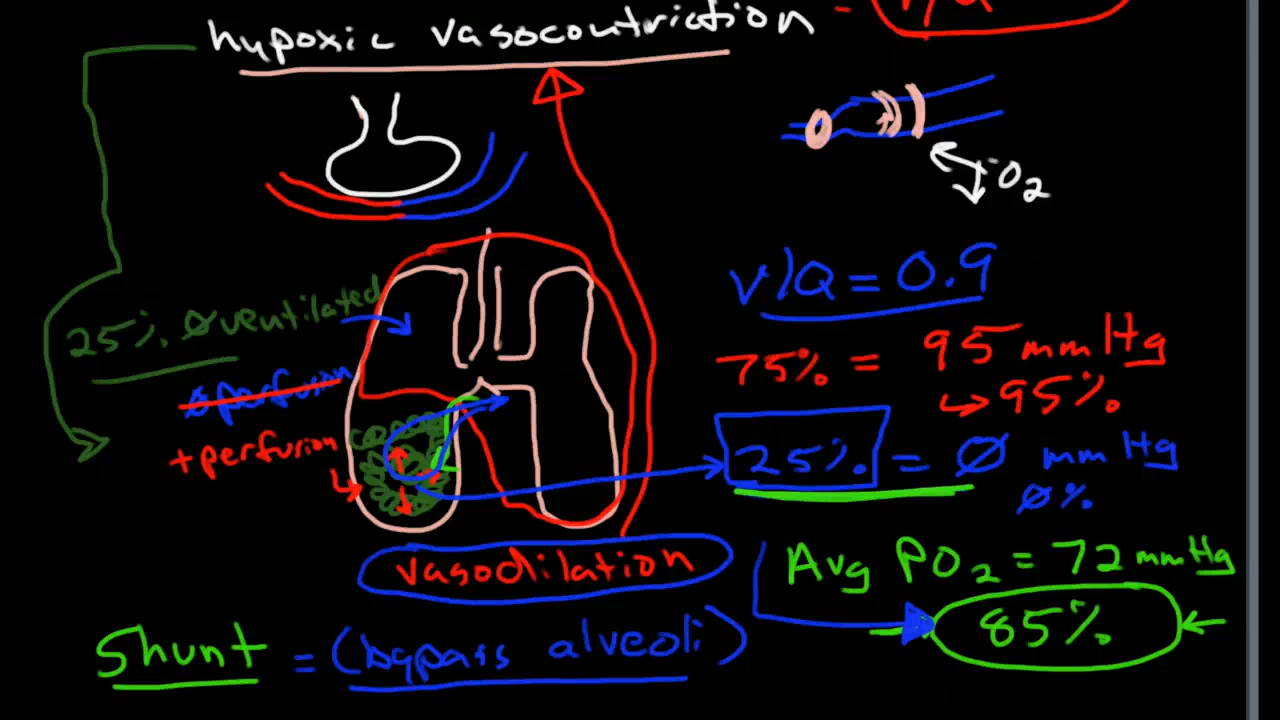 hypoxic vasocontriction =
O2
V/Q = 0.9
25% Ø ventilated
75% = 95 mmHg
↳ 95%
Ø perfusion
+ perfusion
25% = Ø mmHg
Ø%
vasodilation
Avg PO2 = 72 mmHg
85%
Shunt = (bypass alveoli)